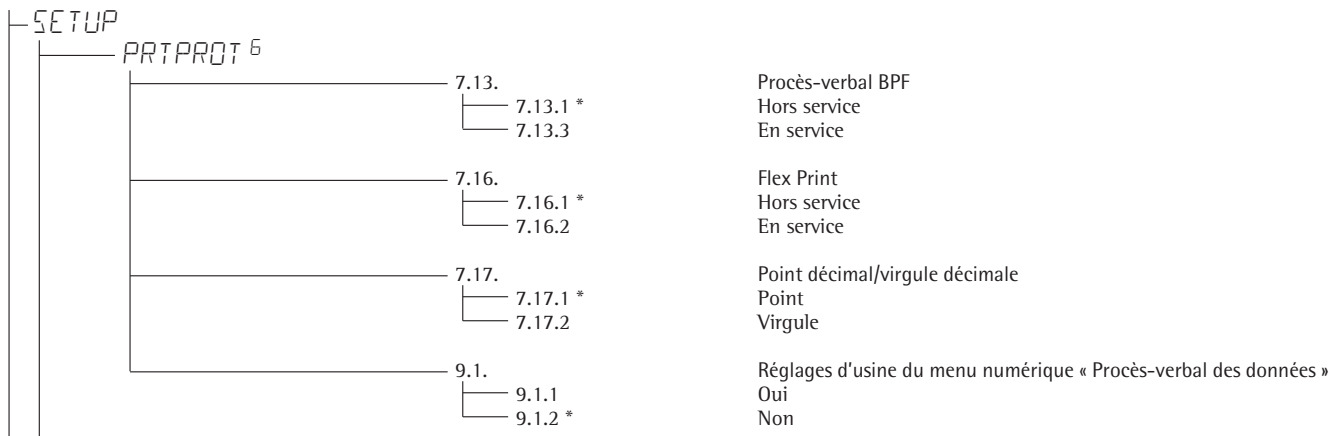 SETUP
PRTPROT 6
7.13. Procès-verbal BPF
7.13.1 * Hors service
7.13.3 En service
7.16. Flex Print
7.16.1 * Hors service
7.16.2 En service
7.17. Point décimal/virgule décimale
7.17.1 * Point
7.17.2 Virgule
9.1. Réglages d'usine du menu numérique « Procès-verbal des données »
9.1.1 Oui
9.1.2 * Non